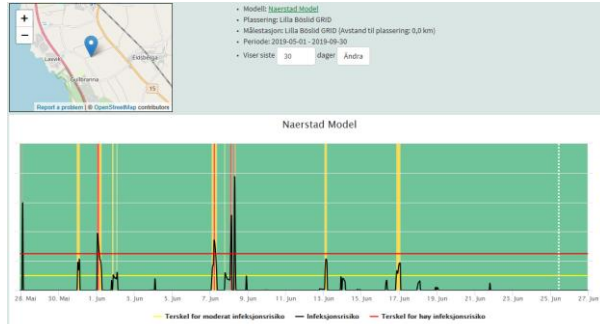 +
−
Laxvik
Eldsberga
Gullbranna
15
Report a problem | © OpenStreetMap contributors
• Modell: Naerstad Model
• Plassering: Lilla Böslid GRID
• Målestasjon: Lilla Böslid GRID (Avstand til plassering: 0,0 km)
• Periode: 2019-05-01 - 2019-09-30
• Viser siste 30 dager Ändra
Naerstad Model
28. Mai 30. Mai 1. Jun 3. Jun 5. Jun 7. Jun 9. Jun 11. Jun 13. Jun 15. Jun 17. Jun 19. Jun 21. Jun 23. Jun 25. Jun 27. Jun
Terskel for moderat infeksjonsrisiko Infeksjonsrisiko Terskel for høy infeksjonsrisiko